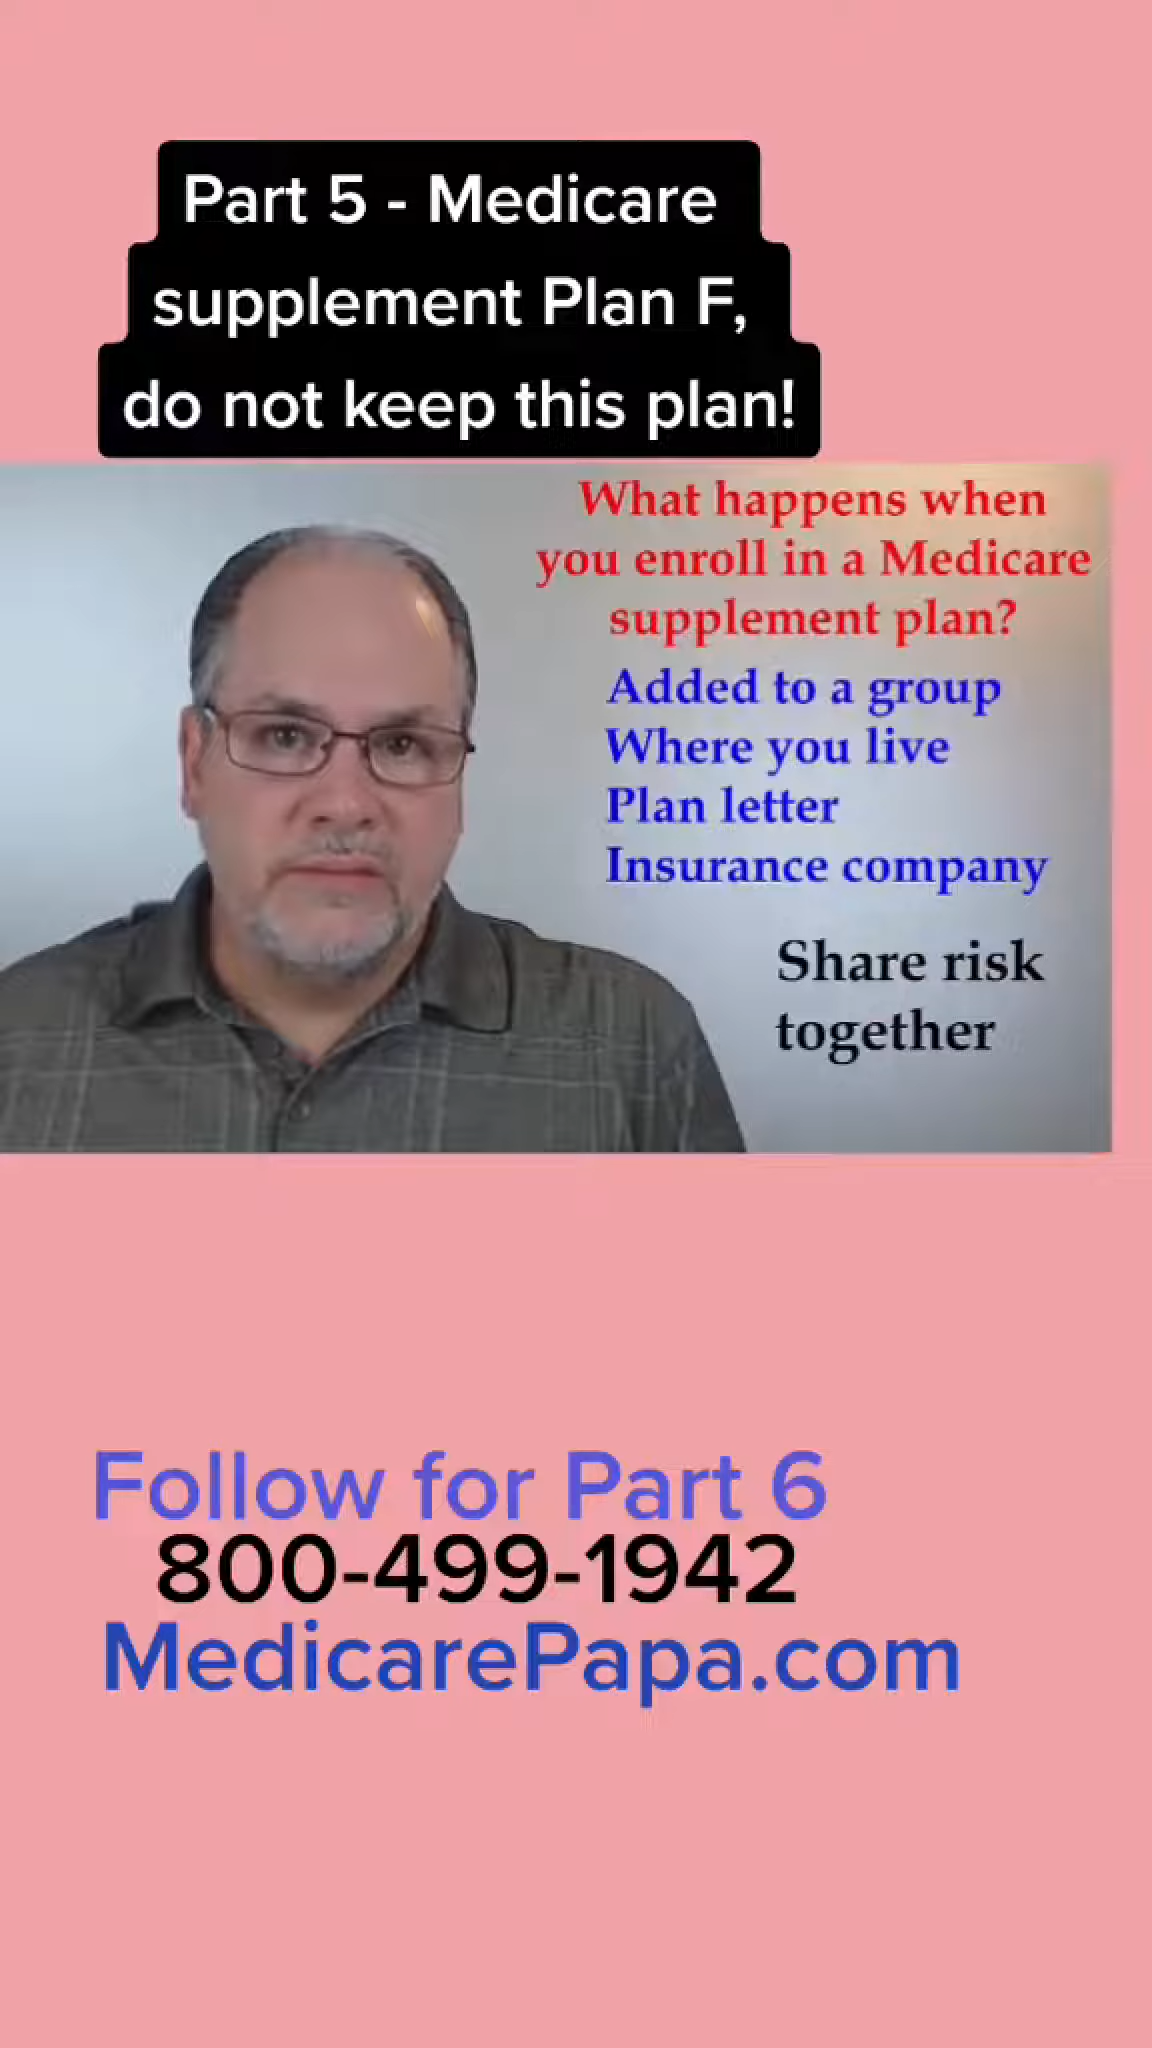 Part 5 - Medicare
supplement Plan F,
do not keep this plan!
What happens when
you enroll in a Medicare
supplement plan?
Added to a group
Where you live
Plan letter
Insurance company
Share risk
together
Follow for Part 6
800-499-1942
MedicarePapa.com